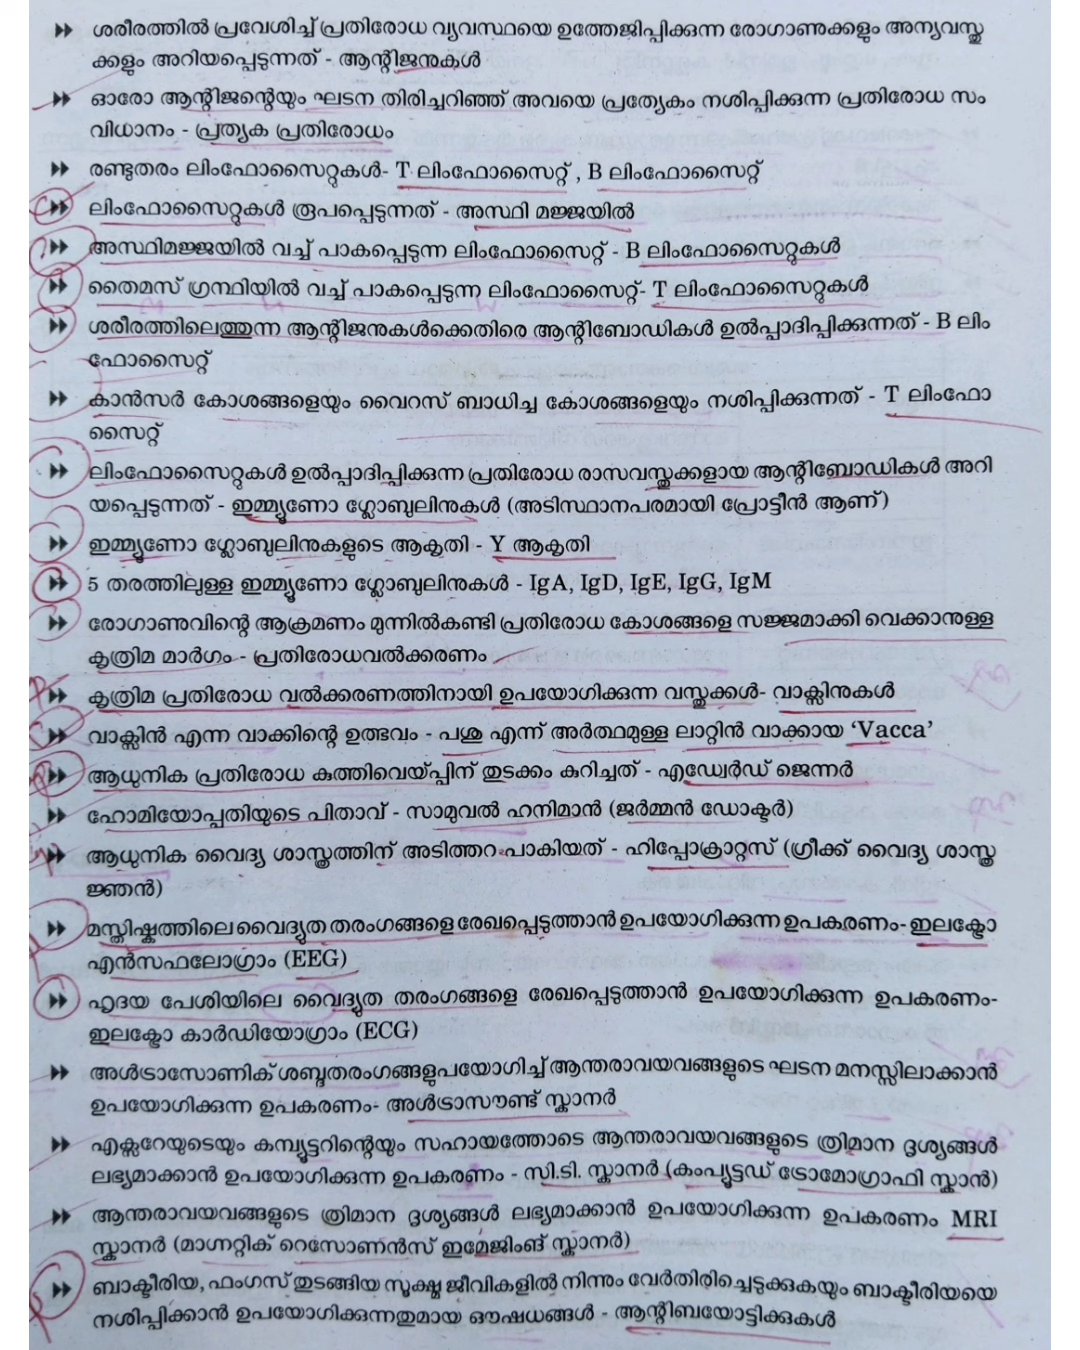 ശരീരത്തിൽ പ്രവേശിച്ച് പ്രതിരോധ വ്യവസ്ഥയെ ഉത്തേജിപ്പിക്കുന്ന രോഗാണുക്കളും അന്യവസ്തു
ക്കളും അറിയപ്പെടുന്നത് - ആന്റിജനുകൾ
ഓരോ ആന്റിജന്റെയും ഘടന തിരിച്ചറിഞ്ഞ് അവയെ പ്രത്യേകം നശിപ്പിക്കുന്ന പ്രതിരോധ സം
വിധാനം - പ്രത്യക പ്രതിരോധം
രണ്ടുതരം ലിംഫോസൈറ്റുകൾ- T ലിംഫോസൈറ്റ് , B ലിംഫോസൈറ്റ്
ലിംഫോസൈറ്റുകൾ രൂപപ്പെടുന്നത് - അസ്ഥി മജ്ജയിൽ
അസ്ഥിമജ്ജയിൽ വച്ച് പാകപ്പെടുന്ന ലിംഫോസൈറ്റ് - B ലിംഫോസൈറ്റുകൾ
തൈമസ് ഗ്രന്ഥിയിൽ വച്ച് പാകപ്പെടുന്ന ലിംഫോസൈറ്റ്- T ലിംഫോസൈറ്റുകൾ
ശരീരത്തിലെത്തുന്ന ആന്റിജനുകൾക്കെതിരെ ആന്റിബോഡികൾ ഉൽപ്പാദിപ്പിക്കുന്നത് - B ലിം
ഫോസൈറ്റ്
കാൻസർ കോശങ്ങളെയും വൈറസ് ബാധിച്ച കോശങ്ങളെയും നശിപ്പിക്കുന്നത് - T ലിംഫോ
സൈറ്റ്
ലിംഫോസൈറ്റുകൾ ഉൽപ്പാദിപ്പിക്കുന്ന പ്രതിരോധ രാസവസ്തുക്കളായ ആന്റിബോഡികൾ അറി
യപ്പെടുന്നത് - ഇമ്മ്യൂണോ ഗ്ലോബുലിനുകൾ (അടിസ്ഥാനപരമായി പ്രോട്ടീൻ ആണ്)
ഇമ്മ്യൂണോ ഗ്ലോബുലിനുകളുടെ ആകൃതി - Y ആകൃതി
5 തരത്തിലുള്ള ഇമ്മ്യൂണോ ഗ്ലോബുലിനുകൾ - IgA, IgD, IgE, IgG, IgM
രോഗാണുവിന്റെ ആക്രമണം മുന്നിൽകണ്ടി പ്രതിരോധ കോശങ്ങളെ സജ്ജമാക്കി വെക്കാനുള്ള
കൃത്രിമ മാർഗം - പ്രതിരോധവൽക്കരണം
കൃത്രിമ പ്രതിരോധ വൽക്കരണത്തിനായി ഉപയോഗിക്കുന്ന വസ്തുക്കൾ- വാക്സിനുകൾ
വാക്സിൻ എന്ന വാക്കിന്റെ ഉത്ഭവം - പശു എന്ന് അർത്ഥമുള്ള ലാറ്റിൻ വാക്കായ 'Vacca'
ആധുനിക പ്രതിരോധ കുത്തിവെയ്പ്പിന് തുടക്കം കുറിച്ചത് - എഡ്വേർഡ് ജെന്നർ
ഹോമിയോപ്പതിയുടെ പിതാവ് - സാമുവൽ ഹനിമാൻ (ജർമ്മൻ ഡോക്ടർ)
ആധുനിക വൈദ്യ ശാസ്ത്രത്തിന് അടിത്തറ പാകിയത് - ഹിപ്പോക്രാറ്റസ് (ഗ്രീക്ക് വൈദ്യ ശാസ്ത്ര
ജ്ഞൻ)
മസ്തിഷ്കത്തിലെ വൈദ്യുത തരംഗങ്ങളെ രേഖപ്പെടുത്താൻ ഉപയോഗിക്കുന്ന ഉപകരണം- ഇലക്ട്രോ
എൻസഫലോഗ്രാം (EEG)
ഹൃദയ പേശിയിലെ വൈദ്യുത തരംഗങ്ങളെ രേഖപ്പെടുത്താൻ ഉപയോഗിക്കുന്ന ഉപകരണം-
ഇലക്ട്രോ കാർഡിയോഗ്രാം (ECG)
അൾട്രാസോണിക് ശബ്ദതരംഗങ്ങളുപയോഗിച്ച് ആന്തരാവയവങ്ങളുടെ ഘടന മനസ്സിലാക്കാൻ
ഉപയോഗിക്കുന്ന ഉപകരണം- അൾട്രാസൗണ്ട് സ്കാനർ
എക്സറേയുടെയും കമ്പ്യൂട്ടറിന്റെയും സഹായത്തോടെ ആന്തരാവയവങ്ങളുടെ ത്രിമാന ദൃശ്യങ്ങൾ
ലഭ്യമാക്കാൻ ഉപയോഗിക്കുന്ന ഉപകരണം - സി.ടി. സ്കാനർ (കംപ്യൂട്ടഡ് ട്രോമോഗ്രാഫി സ്കാൻ)
ആന്തരാവയവങ്ങളുടെ ത്രിമാന ദൃശ്യങ്ങൾ ലഭ്യമാക്കാൻ ഉപയോഗിക്കുന്ന ഉപകരണം MRI
സ്കാനർ (മാഗ്നറ്റിക് റെസോണൻസ് ഇമേജിംങ് സ്കാനർ)
ബാക്ടീരിയ, ഫംഗസ് തുടങ്ങിയ സൂക്ഷ്മ ജീവികളിൽ നിന്നും വേർതിരിച്ചെടുക്കുകയും ബാക്ടീരിയയെ
നശിപ്പിക്കാൻ ഉപയോഗിക്കുന്നതുമായ ഔഷധങ്ങൾ - ആന്റിബയോട്ടിക്കുകൾ